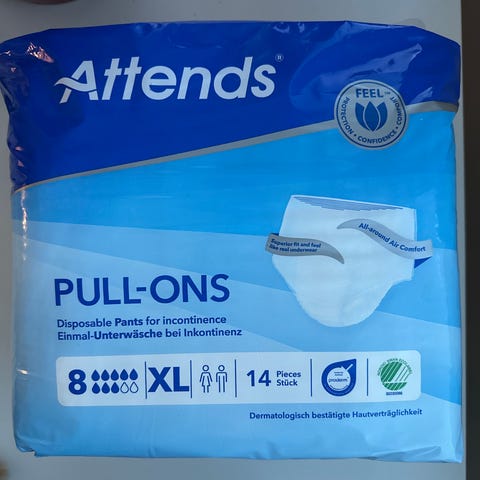 Attends®
FEEL™
PROTECTION • CONFIDENCE • COMFORT
Superior fit and feel
like real underwear
All-around Air Comfort
PULL-ONS
Disposable Pants for incontinence
Einmal-Unterwäsche bei Inkontinenz
8 XL 14 Pieces
Stück
proderm
Dermatologisch bestätigte Hautverträglichkeit